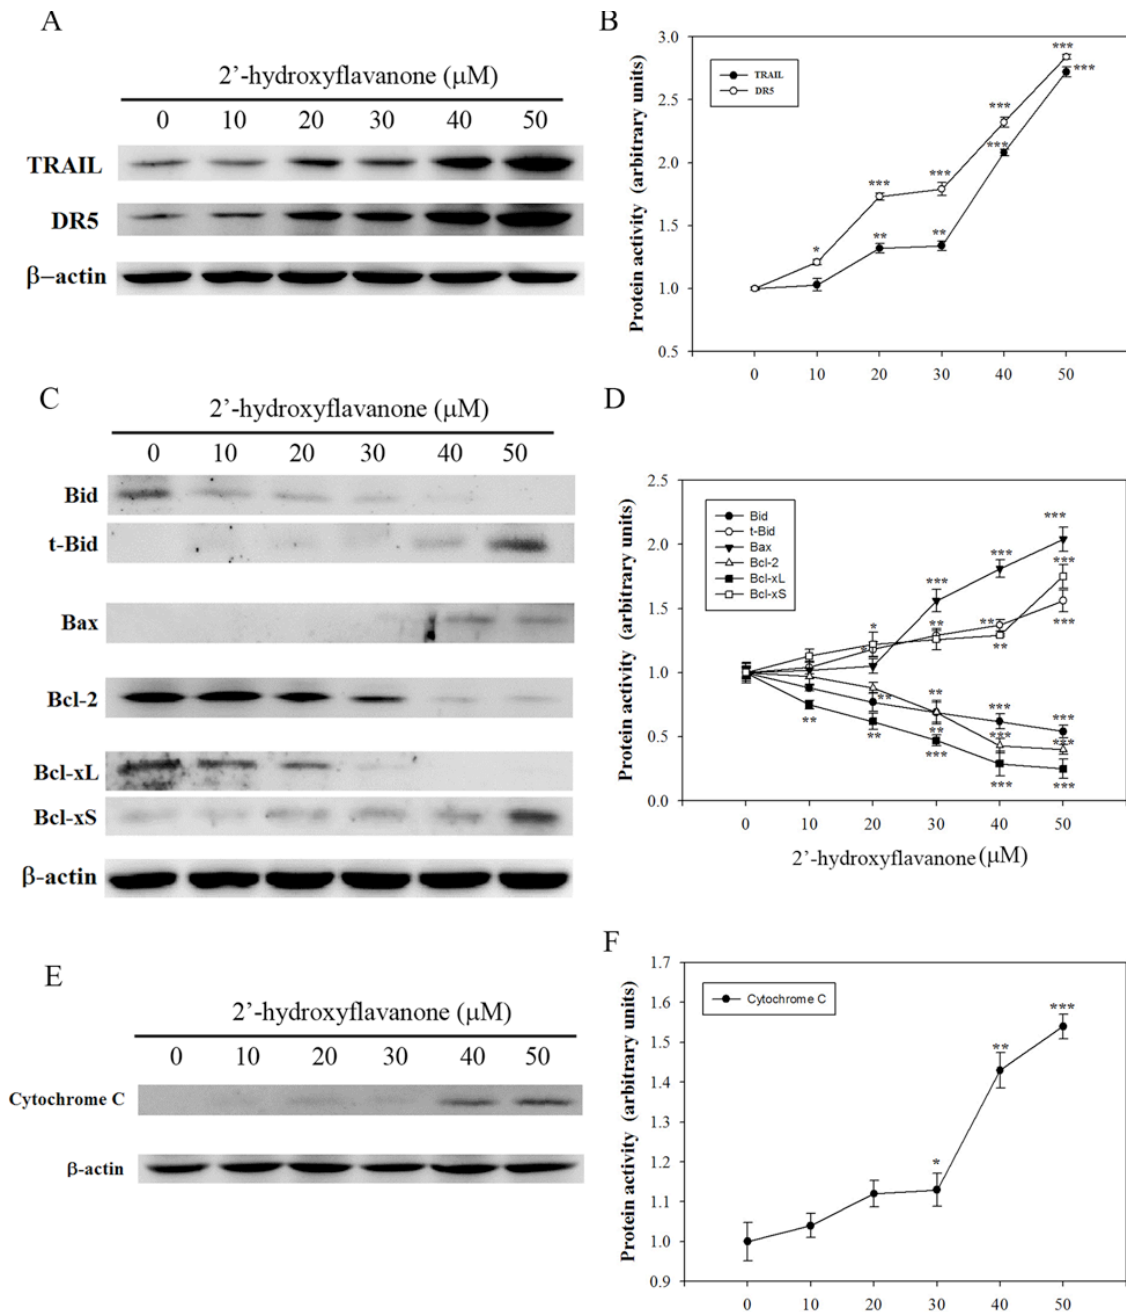 A
2’-hydroxyflavanone (μM)
0 10 20 30 40 50
TRAIL
DR5
β–actin
B
Protein activity (arbitrary units)
3.0
2.5
2.0
1.5
1.0
0.5
TRAIL
DR5
*
***
**
***
**
***
***
***
***
0 10 20 30 40 50
C
2’-hydroxyflavanone (μM)
0 10 20 30 40 50
Bid
t-Bid
Bax
Bcl-2
Bcl-xL
Bcl-xS
β-actin
D
Protein activity (arbitrary units)
2.5
2.0
1.5
1.0
0.5
0.0
Bid
t-Bid
Bax
Bcl-2
Bcl-xL
Bcl-xS
***
***
***
***
*
**
**
**
*
***
**
**
***
***
**
***
***
**
**
***
***
***
0 10 20 30 40 50
2’-hydroxyflavanone (μM)
E
2’-hydroxyflavanone (μM)
0 10 20 30 40 50
Cytochrome C
β-actin
F
Protein activity (arbitrary units)
1.7
1.6
1.5
1.4
1.3
1.2
1.1
1.0
0.9
Cytochrome C
***
**
*
0 10 20 30 40 50